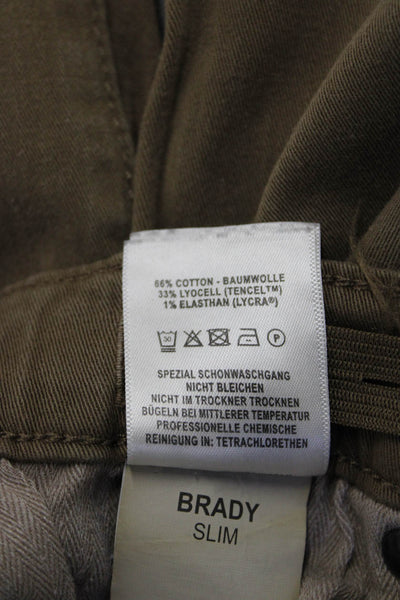 66% COTTON - BAUMWOLLE
33% LYOCELL (TENCEL™)
1% ELASTHAN (LYCRA®)
30 P
SPEZIAL SCHONWASCHGANG
NICHT BLEICHEN
NICHT IM TROCKNER TROCKNEN
BÜGELN BEI MITTLERER TEMPERATUR
PROFESSIONELLE CHEMISCHE
REINIGUNG IN: TETRACHLORETHEN
BRADY
SLIM